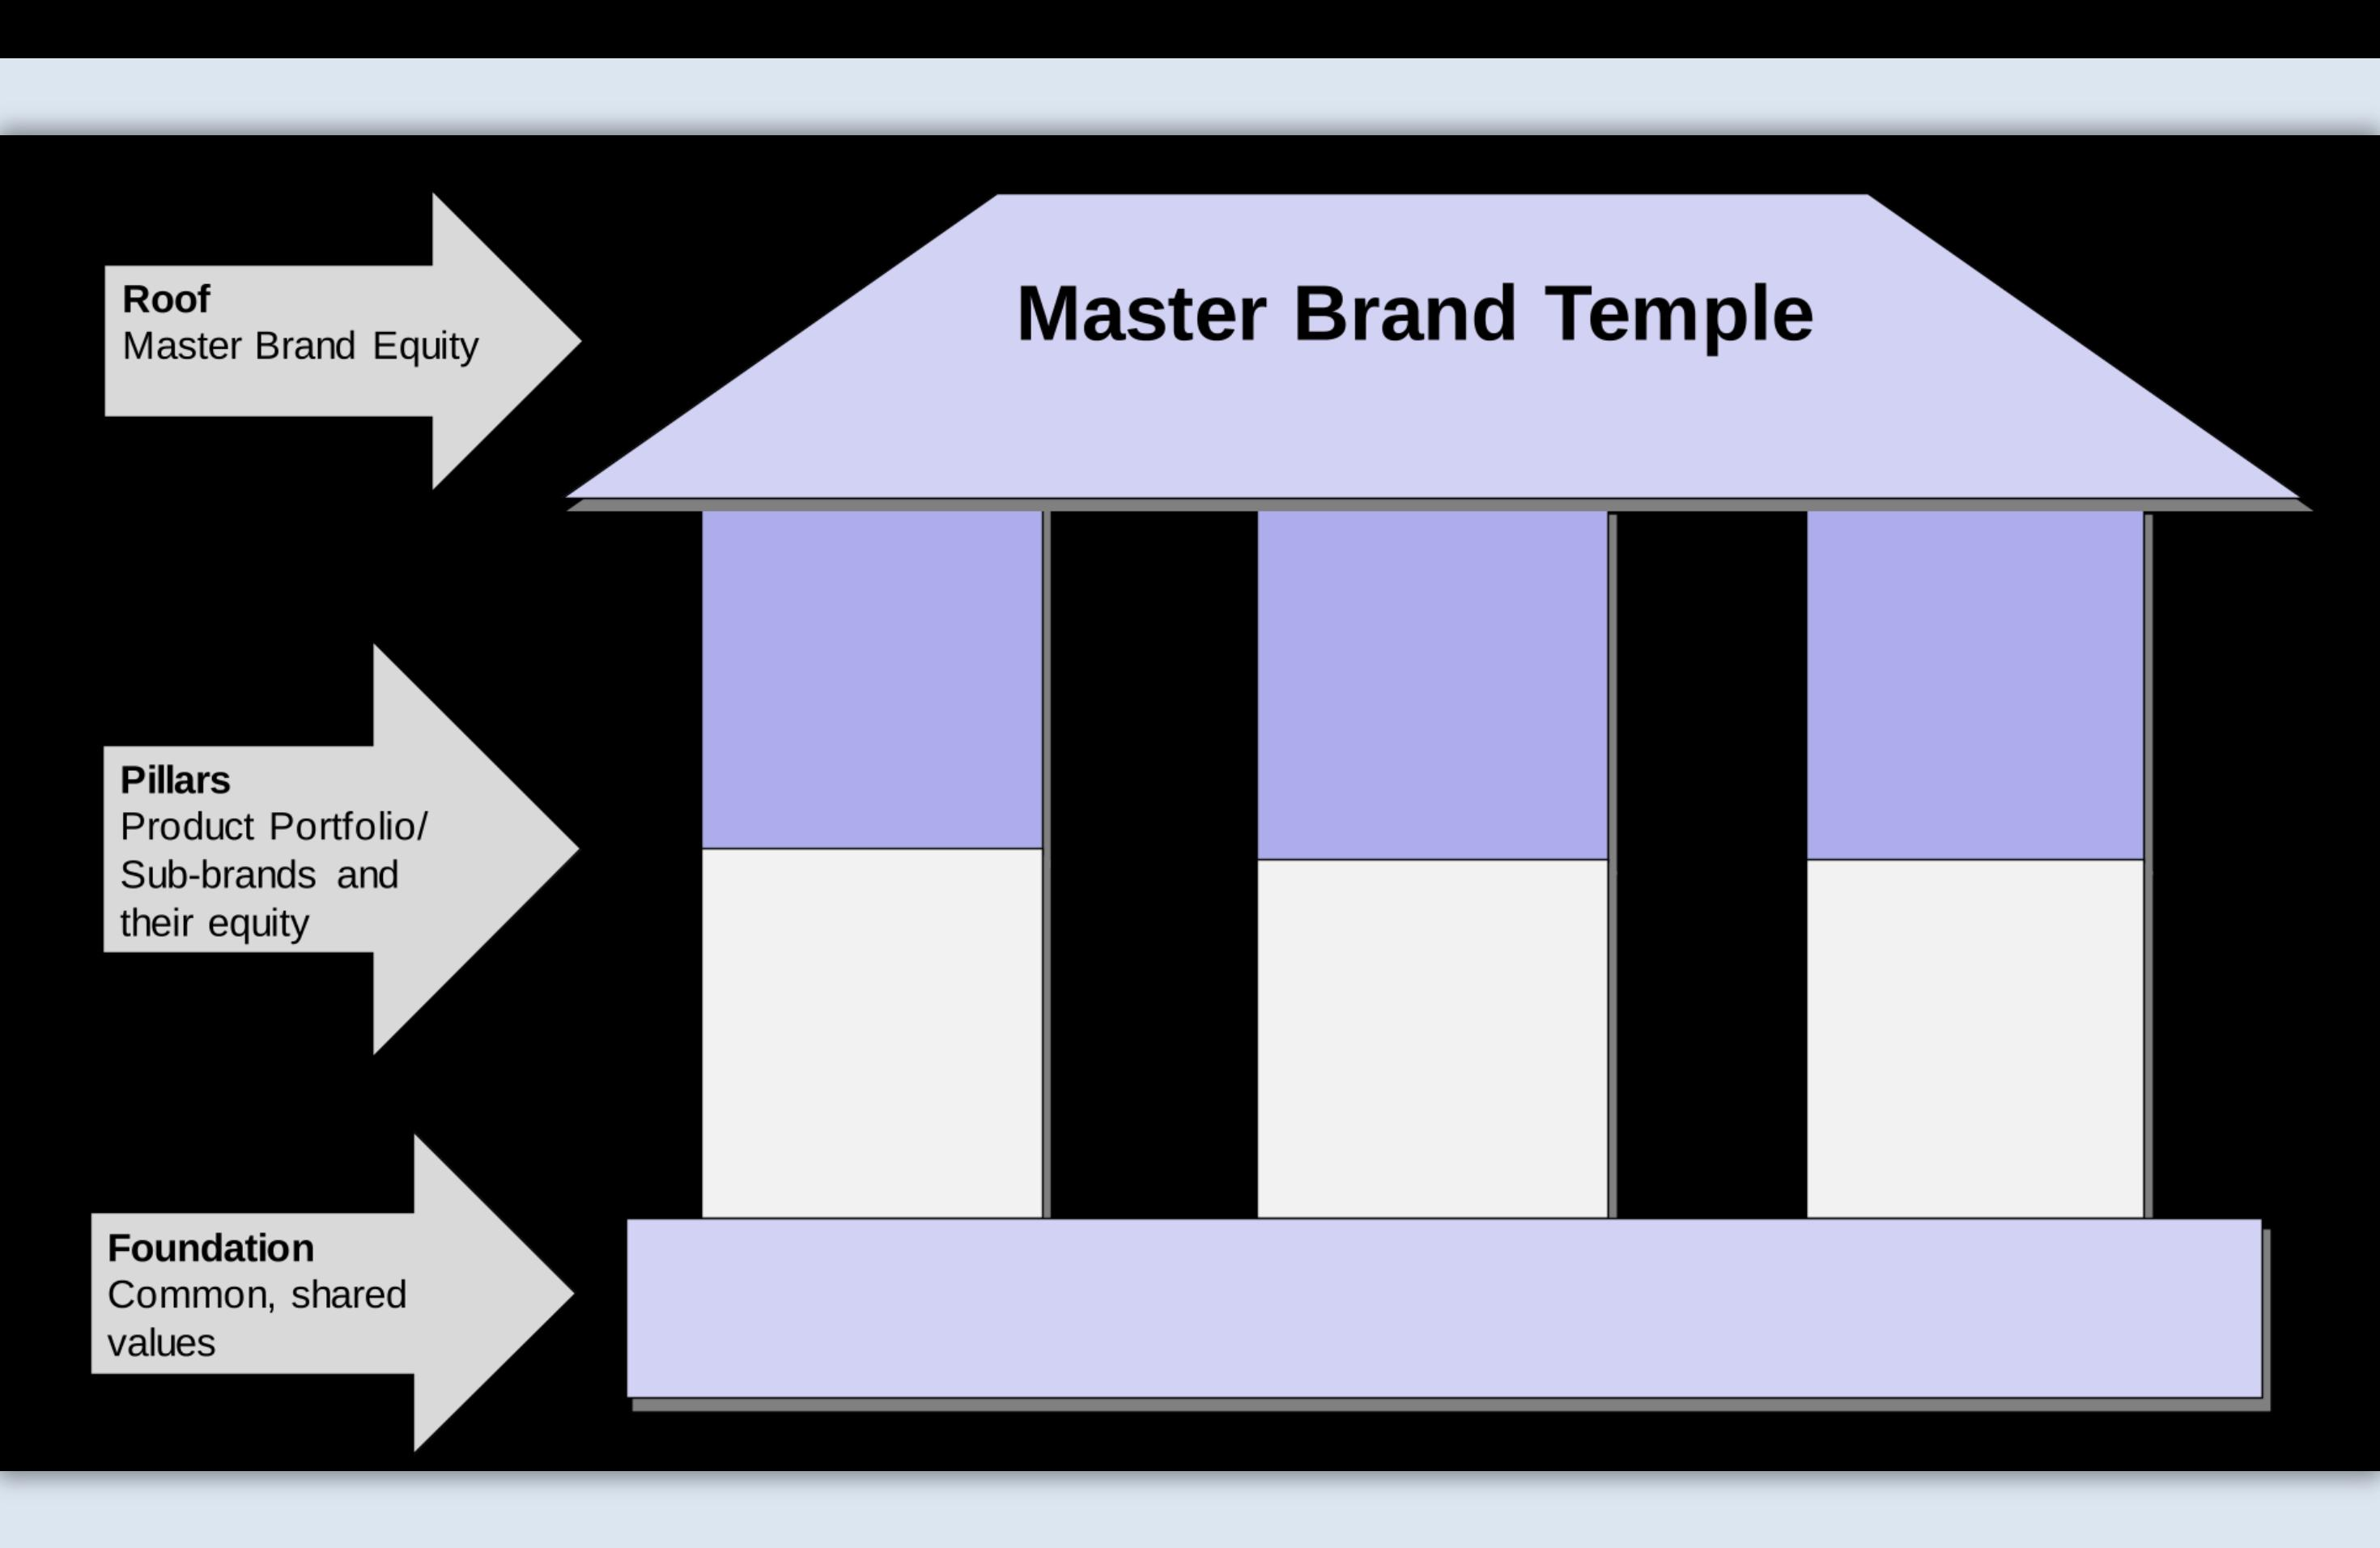 Master Brand Temple
Roof
Master Brand Equity
Pillars
Product Portfolio/
Sub-brands and
their equity
Foundation
Common, shared
values